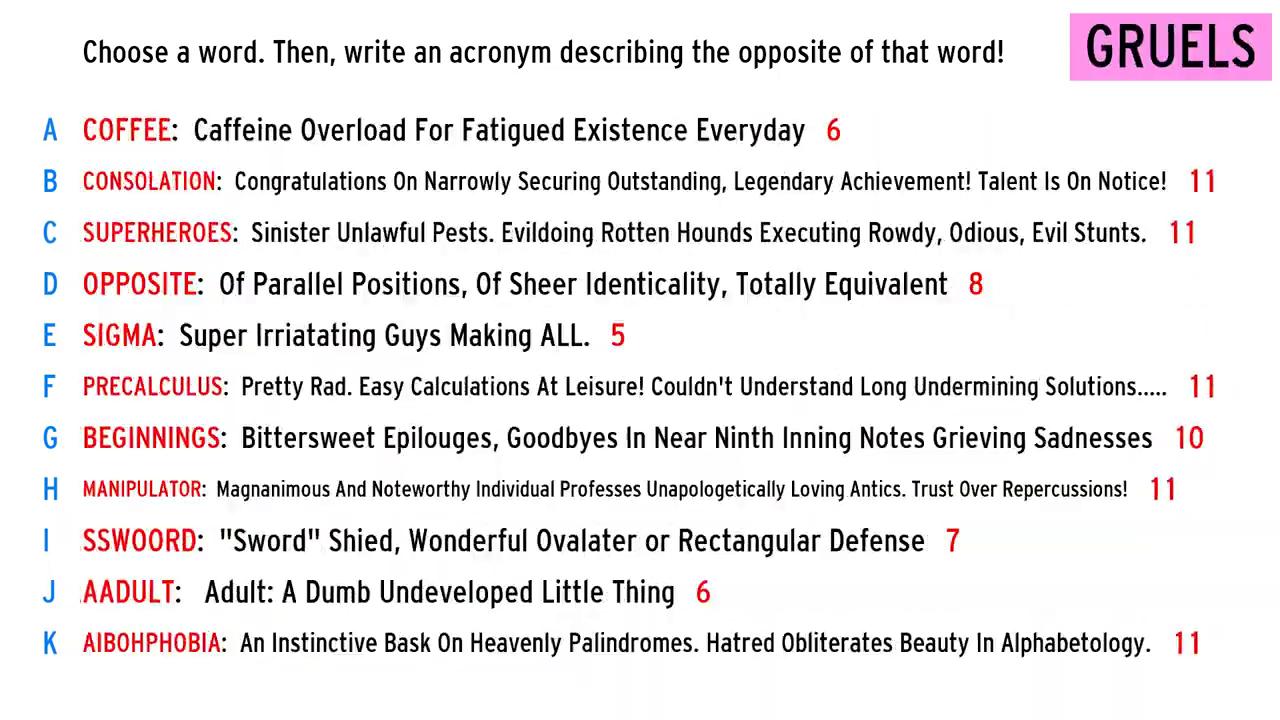 Choose a word. Then, write an acronym describing the opposite of that word!
GRUELS
A COFFEE: Caffeine Overload For Fatigued Existence Everyday 6
B CONSOLATION: Congratulations On Narrowly Securing Outstanding, Legendary Achievement! Talent Is On Notice! 11
C SUPERHEROES: Sinister Unlawful Pests. Evildoing Rotten Hounds Executing Rowdy, Odious, Evil Stunts. 11
D OPPOSITE: Of Parallel Positions, Of Sheer Identicality, Totally Equivalent 8
E SIGMA: Super Irriatating Guys Making ALL. 5
F PRECALCULUS: Pretty Rad. Easy Calculations At Leisure! Couldn't Understand Long Undermining Solutions..... 11
G BEGINNINGS: Bittersweet Epilouges, Goodbyes In Near Ninth Inning Notes Grieving Sadnesses 10
H MANIPULATOR: Magnanimous And Noteworthy Individual Professes Unapologetically Loving Antics. Trust Over Repercussions! 11
I SSWOORD: "Sword" Shied, Wonderful Ovalater or Rectangular Defense 7
J AADULT: Adult: A Dumb Undeveloped Little Thing 6
K AIBOHPHOBIA: An Instinctive Bask On Heavenly Palindromes. Hatred Obliterates Beauty In Alphabetology. 11